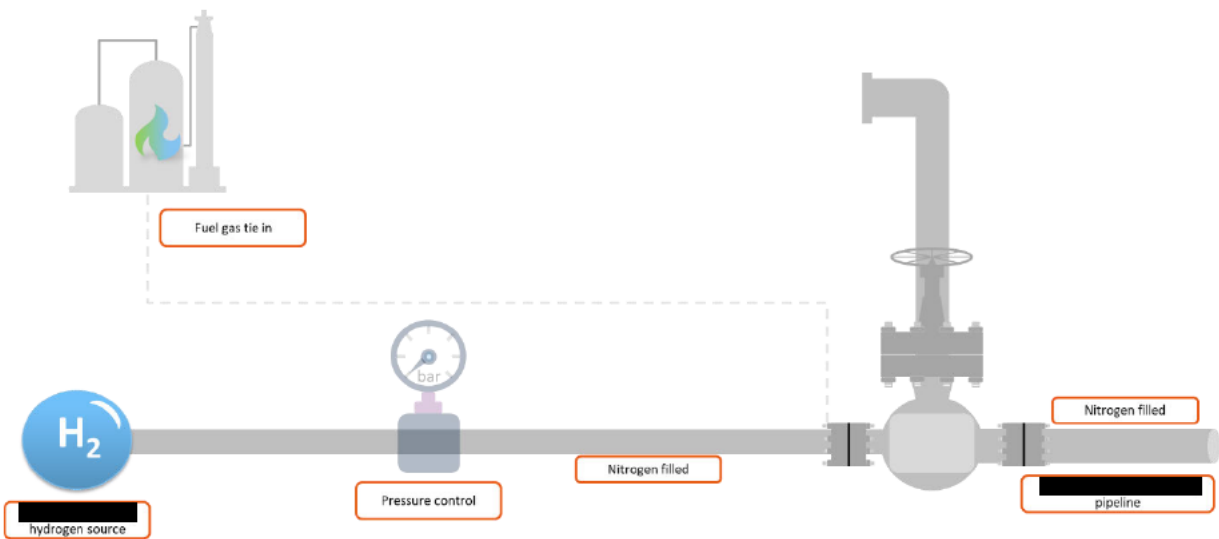 Fuel gas tie in
bar
H2
Nitrogen filled
Nitrogen filled
Pressure control
hydrogen source
pipeline